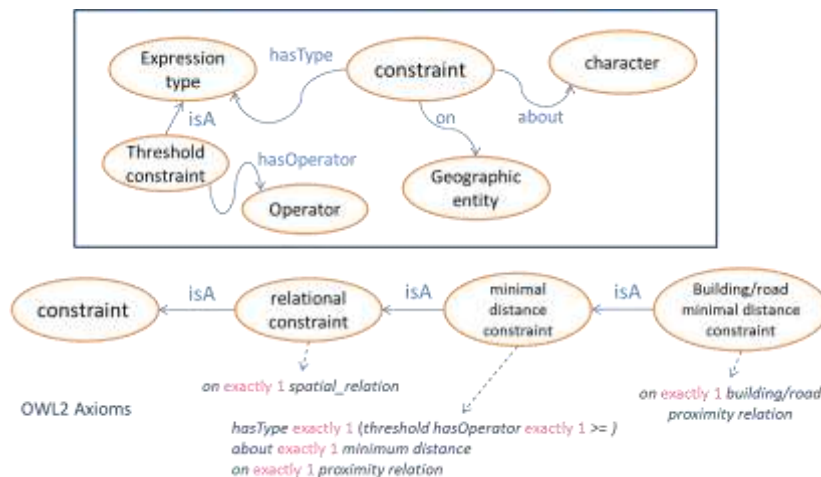 Expression
type
hasType
constraint
character
isA
on
about
Threshold
constraint
hasOperator
Operator
Geographic
entity
constraint
isA
relational
constraint
isA
minimal
distance
constraint
isA
Building/road
minimal distance
constraint
on exactly 1 spatial_relation
on exactly 1 building/road
proximity relation
OWL2 Axioms
hasType exactly 1 (threshold hasOperator exactly 1 >= )
about exactly 1 minimum distance
on exactly 1 proximity relation